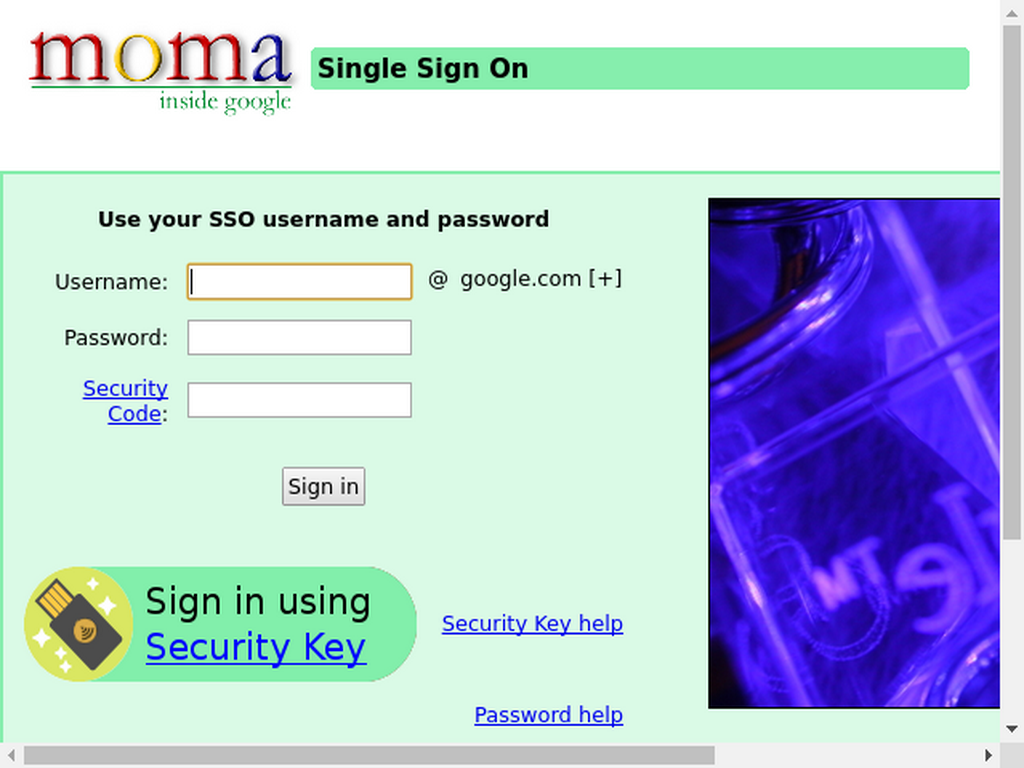 moma
inside google
Single Sign On
Use your SSO username and password
Username:
@ google.com [+]
Password:
Security
Code:
Sign in
Sign in using
Security Key
Security Key help
Password help